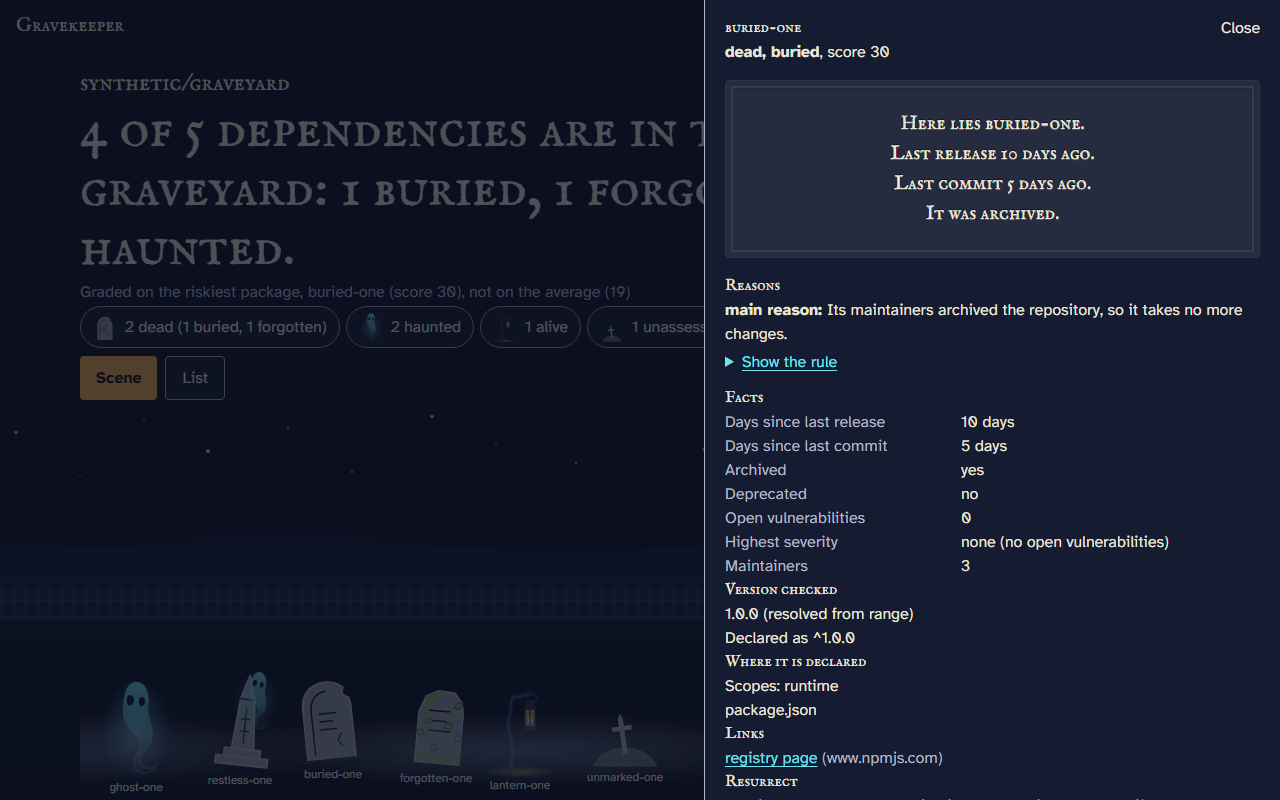 Gravekeeper
synthetic/graveyard
4 of 5 dependencies are in
graveyard: 1 buried, 1
haunted.
Graded on the riskiest package, buried-one (score 30), not on the average (19)
2 dead (1 buried, 1 forgotten)
2 haunted
1 alive
1 unassess
Scene
List
ghost-one
restless-one
buried-one
forgotten-one
lantern-one
unmarked-one
buried-one
Close
dead, buried, score 30
Here lies buried-one.
Last release 10 days ago.
Last commit 5 days ago.
It was archived.
Reasons
main reason: Its maintainers archived the repository, so it takes no more
changes.
Show the rule
Facts
Days since last release 10 days
Days since last commit 5 days
Archived yes
Deprecated no
Open vulnerabilities 0
Highest severity none (no open vulnerabilities)
Maintainers 3
Version checked
1.0.0 (resolved from range)
Declared as ^1.0.0
Where it is declared
Scopes: runtime
package.json
Links
registry page (www.npmjs.com)
Resurrect